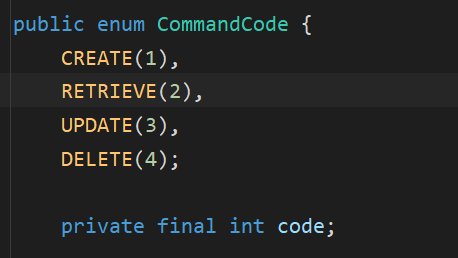 public enum CommandCode {
    CREATE(1),
    RETRIEVE(2),
    UPDATE(3),
    DELETE(4);

    private final int code;